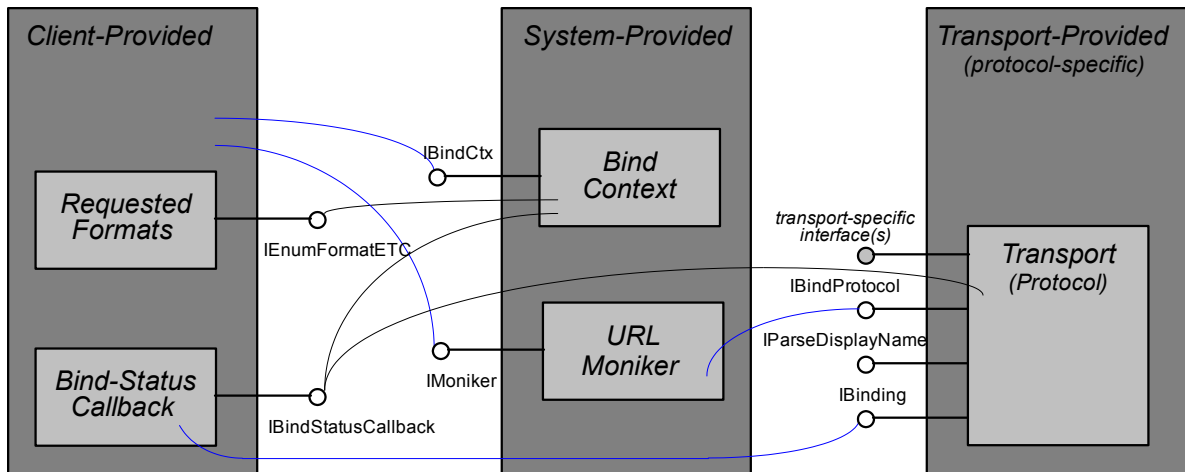 Client-Provided
System-Provided
Transport-Provided
(protocol-specific)
IBindCtx
Bind
Context
Requested
Formats
IEnumFormatETC
transport-specific
interface(s)
Transport
(Protocol)
IBindProtocol
URL
Moniker
IParseDisplayName
Bind-Status
Callback
IMoniker
IBinding
IBindStatusCallback